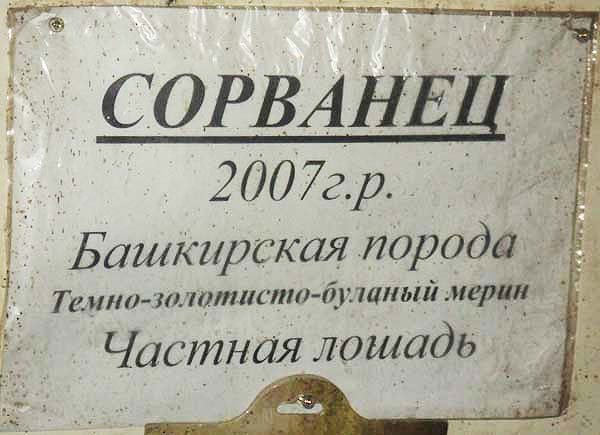 СОРВАНЕЦ
2007г.р.
Башкирская порода
Темно-золотисто-буланый мерин
Частная лошадь